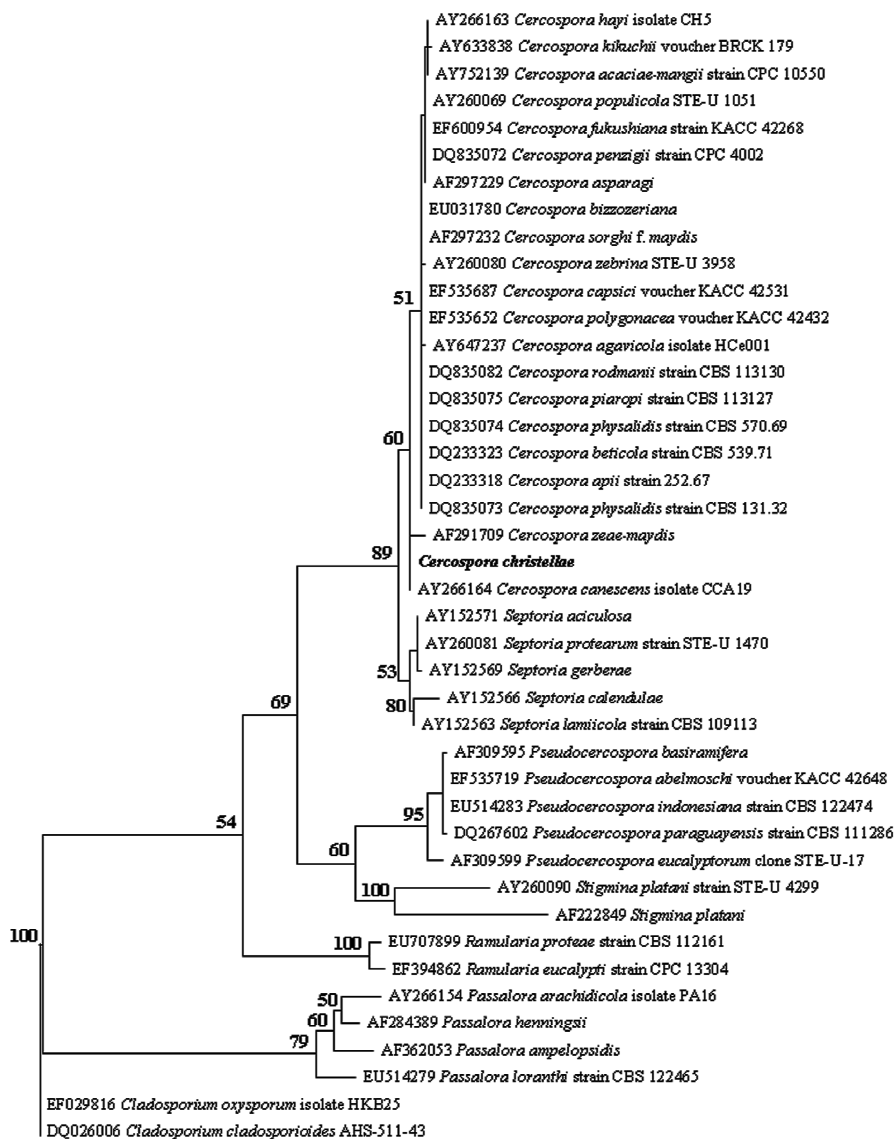 AY266163 Cercospora hayi isolate CH5
AY633838 Cercospora kikuchii voucher BRCK 179
AY752139 Cercospora acaciae-mangii strain CPC 10550
AY260069 Cercospora populicola STE-U 1051
EF600954 Cercospora fukushiana strain KACC 42268
DQ835072 Cercospora penzigii strain CPC 4002
AF297229 Cercospora asparagi
EU031780 Cercospora bizzozeriana
AF297232 Cercospora sorghi f. maydis
AY260080 Cercospora zebrina STE-U 3958
51
EF535687 Cercospora capsici voucher KACC 42531
EF535652 Cercospora polygonacea voucher KACC 42432
AY647237 Cercospora agavicola isolate HCe001
DQ835082 Cercospora rodmanii strain CBS 113130
DQ835075 Cercospora piaropi strain CBS 113127
DQ835074 Cercospora physalidis strain CBS 570.69
60
DQ233323 Cercospora beticola strain CBS 539.71
DQ233318 Cercospora apii strain 252.67
DQ835073 Cercospora physalidis strain CBS 131.32
AF291709 Cercospora zeae-maydis
89
Cercospora christellae
AY266164 Cercospora canescens isolate CCA19
AY152571 Septoria aciculosa
AY260081 Septoria protearum strain STE-U 1470
53
AY152569 Septoria gerberae
AY152566 Septoria calendulae
69
80
AY152563 Septoria lamiicola strain CBS 109113
AF309595 Pseudocercospora basiramifera
EF535719 Pseudocercospora abelmoschi voucher KACC 42648
EU514283 Pseudocercospora indonesiana strain CBS 122474
95
54
DQ267602 Pseudocercospora paraguayensis strain CBS 111286
60
AF309599 Pseudocercospora eucalyptorum clone STE-U-17
100
AY260090 Stigmina platani strain STE-U 4299
AF222849 Stigmina platani
100
100
EU707899 Ramularia proteae strain CBS 112161
EF394862 Ramularia eucalypti strain CPC 13304
50
AY266154 Passalora arachidicola isolate PA16
60
AF284389 Passalora henningsii
79
AF362053 Passalora ampelopsidis
EU514279 Passalora loranthi strain CBS 122465
EF029816 Cladosporium oxysporum isolate HKB25
DQ026006 Cladosporium cladosporioides AHS-511-43